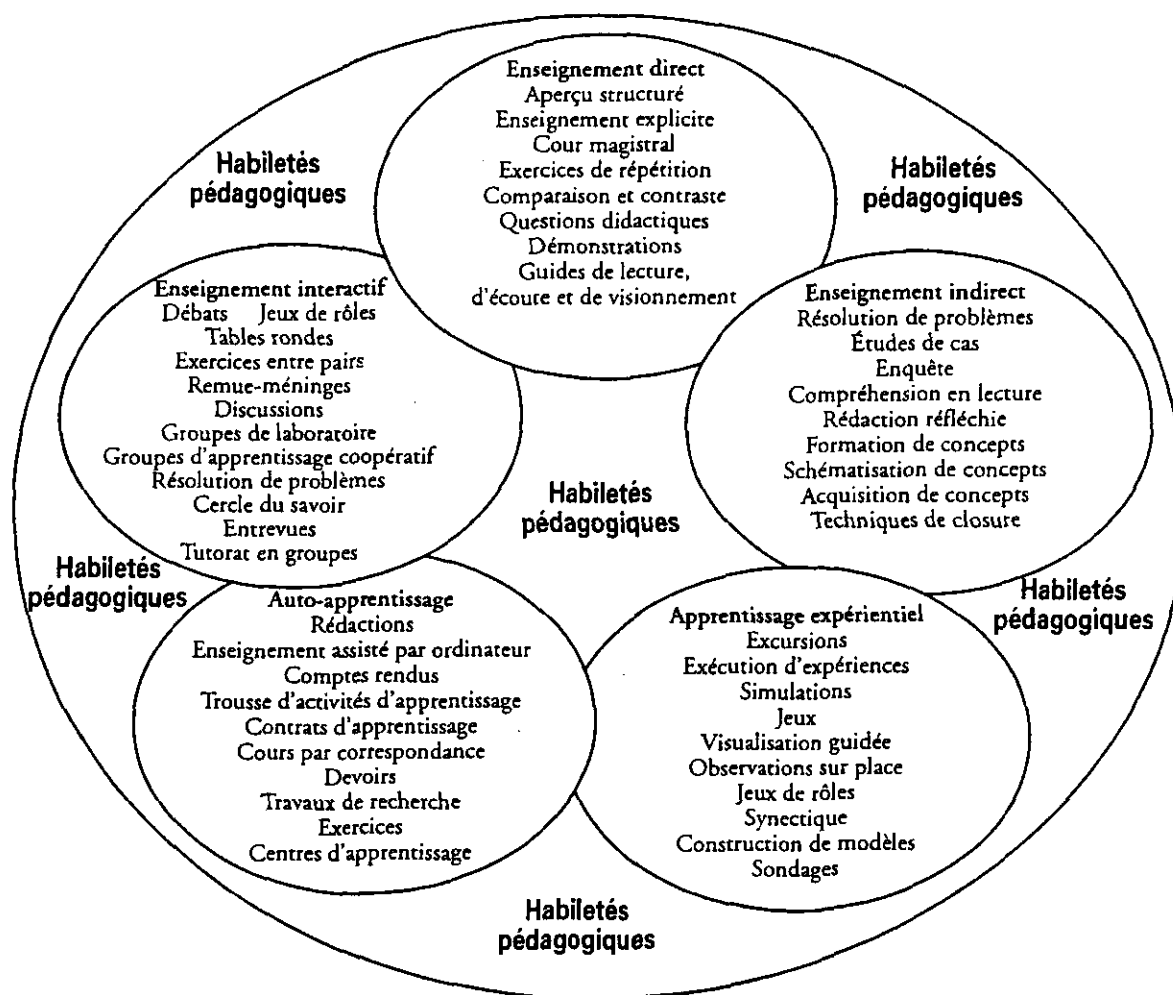 Enseignement direct
Aperçu structuré
Enseignement explicite
Cour magistral
Exercices de répétition
Comparaison et contraste
Questions didactiques
Démonstrations
Guides de lecture,
d'écoute et de visionnement
Habiletés
pédagogiques
Habiletés
pédagogiques
Enseignement interactif
Débats Jeux de rôles
Tables rondes
Exercices entre pairs
Remue-méninges
Discussions
Groupes de laboratoire
Groupes d'apprentissage coopératif
Résolution de problèmes
Cercle du savoir
Entrevues
Tutorat en groupes
Enseignement indirect
Résolution de problèmes
Études de cas
Enquête
Compréhension en lecture
Rédaction réfléchie
Formation de concepts
Schématisation de concepts
Acquisition de concepts
Techniques de closure
Habiletés
pédagogiques
Habiletés
pédagogiques
Habiletés
pédagogiques
Auto-apprentissage
Rédactions
Enseignement assisté par ordinateur
Comptes rendus
Trousse d'activités d'apprentissage
Contrats d'apprentissage
Cours par correspondance
Devoirs
Travaux de recherche
Exercices
Centres d'apprentissage
Apprentissage expérientiel
Excursions
Exécution d'expériences
Simulations
Jeux
Visualisation guidée
Observations sur place
Jeux de rôles
Synectique
Construction de modèles
Sondages
Habiletés
pédagogiques